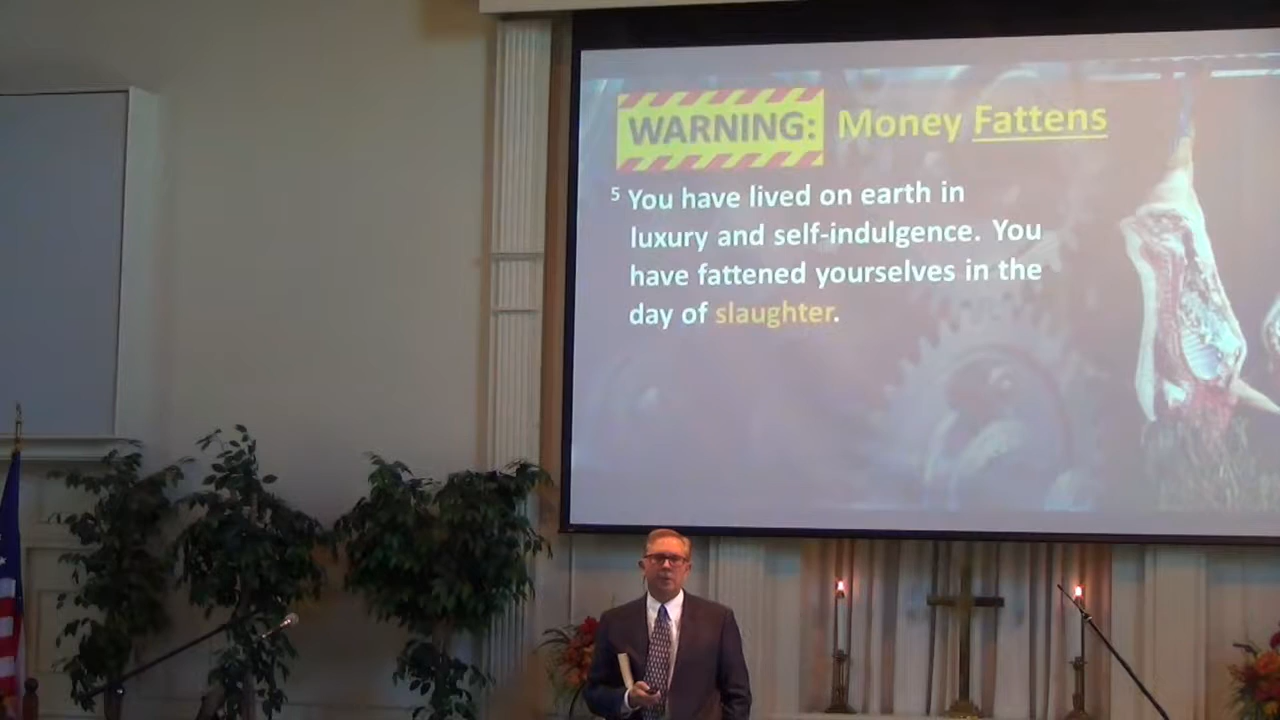 WARNING: Money Fattens
5 You have lived on earth in
luxury and self-indulgence. You
have fattened yourselves in the
day of slaughter.